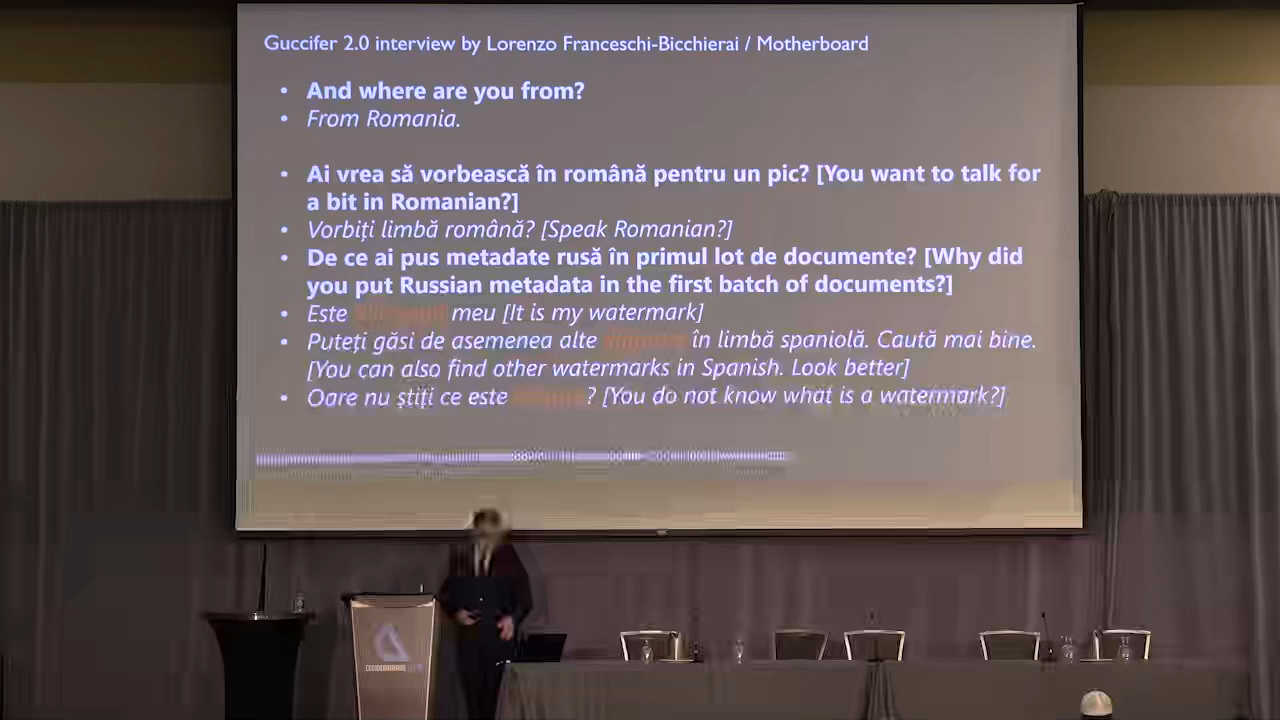 Guccifer 2.0 interview by Lorenzo Franceschi-Bicchierai / Motherboard
• And where are you from?
• From Romania.
• Ai vrea să vorbească în română pentru un pic? [You want to talk for
a bit in Romanian?]
• Vorbiți limbă română? [Speak Romanian?]
• De ce ai pus metadate rusă în primul lot de documente? [Why did
you put Russian metadata in the first batch of documents?]
• Este meu [It is my watermark]
• Puteți găsi de asemenea alte în limbă spaniolă. Caută mai bine.
[You can also find other watermarks in Spanish. Look better]
• Oare nu știți ce este ? [You do not know what is a watermark?]